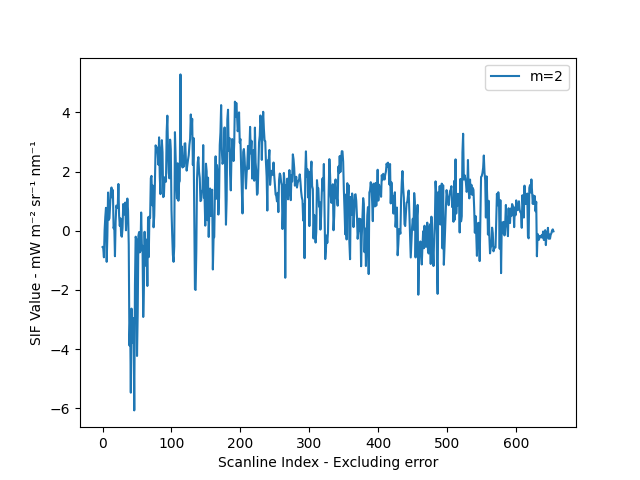 m=2
4
2
0
−2
−4
−6
SIF Value - mW m⁻² sr⁻¹ nm⁻¹
0 100 200 300 400 500 600
Scanline Index - Excluding error